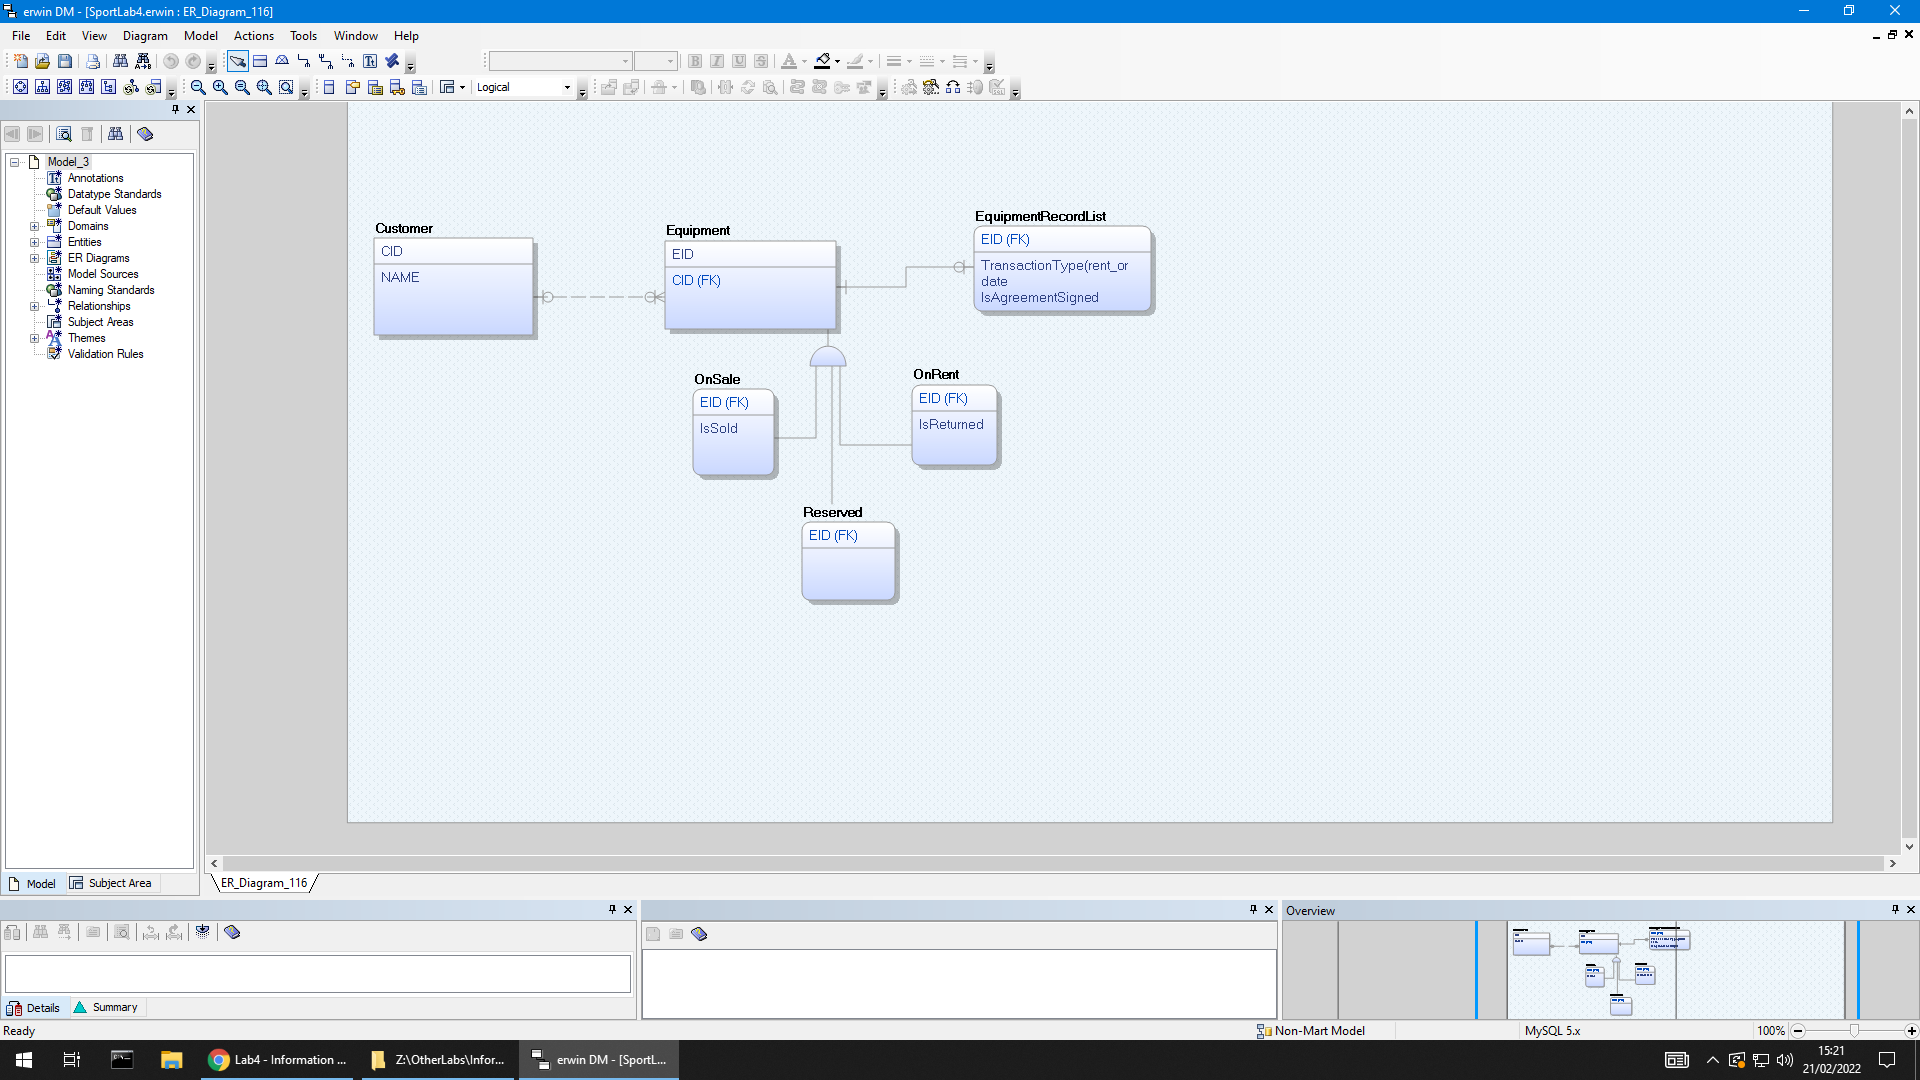 erwin DM - [SportLab4.erwin : ER_Diagram_116]
File Edit View Diagram Model Actions Tools Window Help
Logical
Model_3
Annotations
Datatype Standards
Default Values
Domains
Entities
ER Diagrams
Model Sources
Naming Standards
Relationships
Subject Areas
Themes
Validation Rules
Model Subject Area
Customer
CID
NAME
Equipment
EID
CID (FK)
EquipmentRecordList
EID (FK)
TransactionType(rent_or
date
IsAgreementSigned
OnSale
EID (FK)
IsSold
OnRent
EID (FK)
IsReturned
Reserved
EID (FK)
ER_Diagram_116
Overview
Details Summary
Ready
Non-Mart Model
MySQL 5.x
100%
Lab4 - Information ...
Z:\OtherLabs\Infor...
erwin DM - [SportL...
15:21
21/02/2022